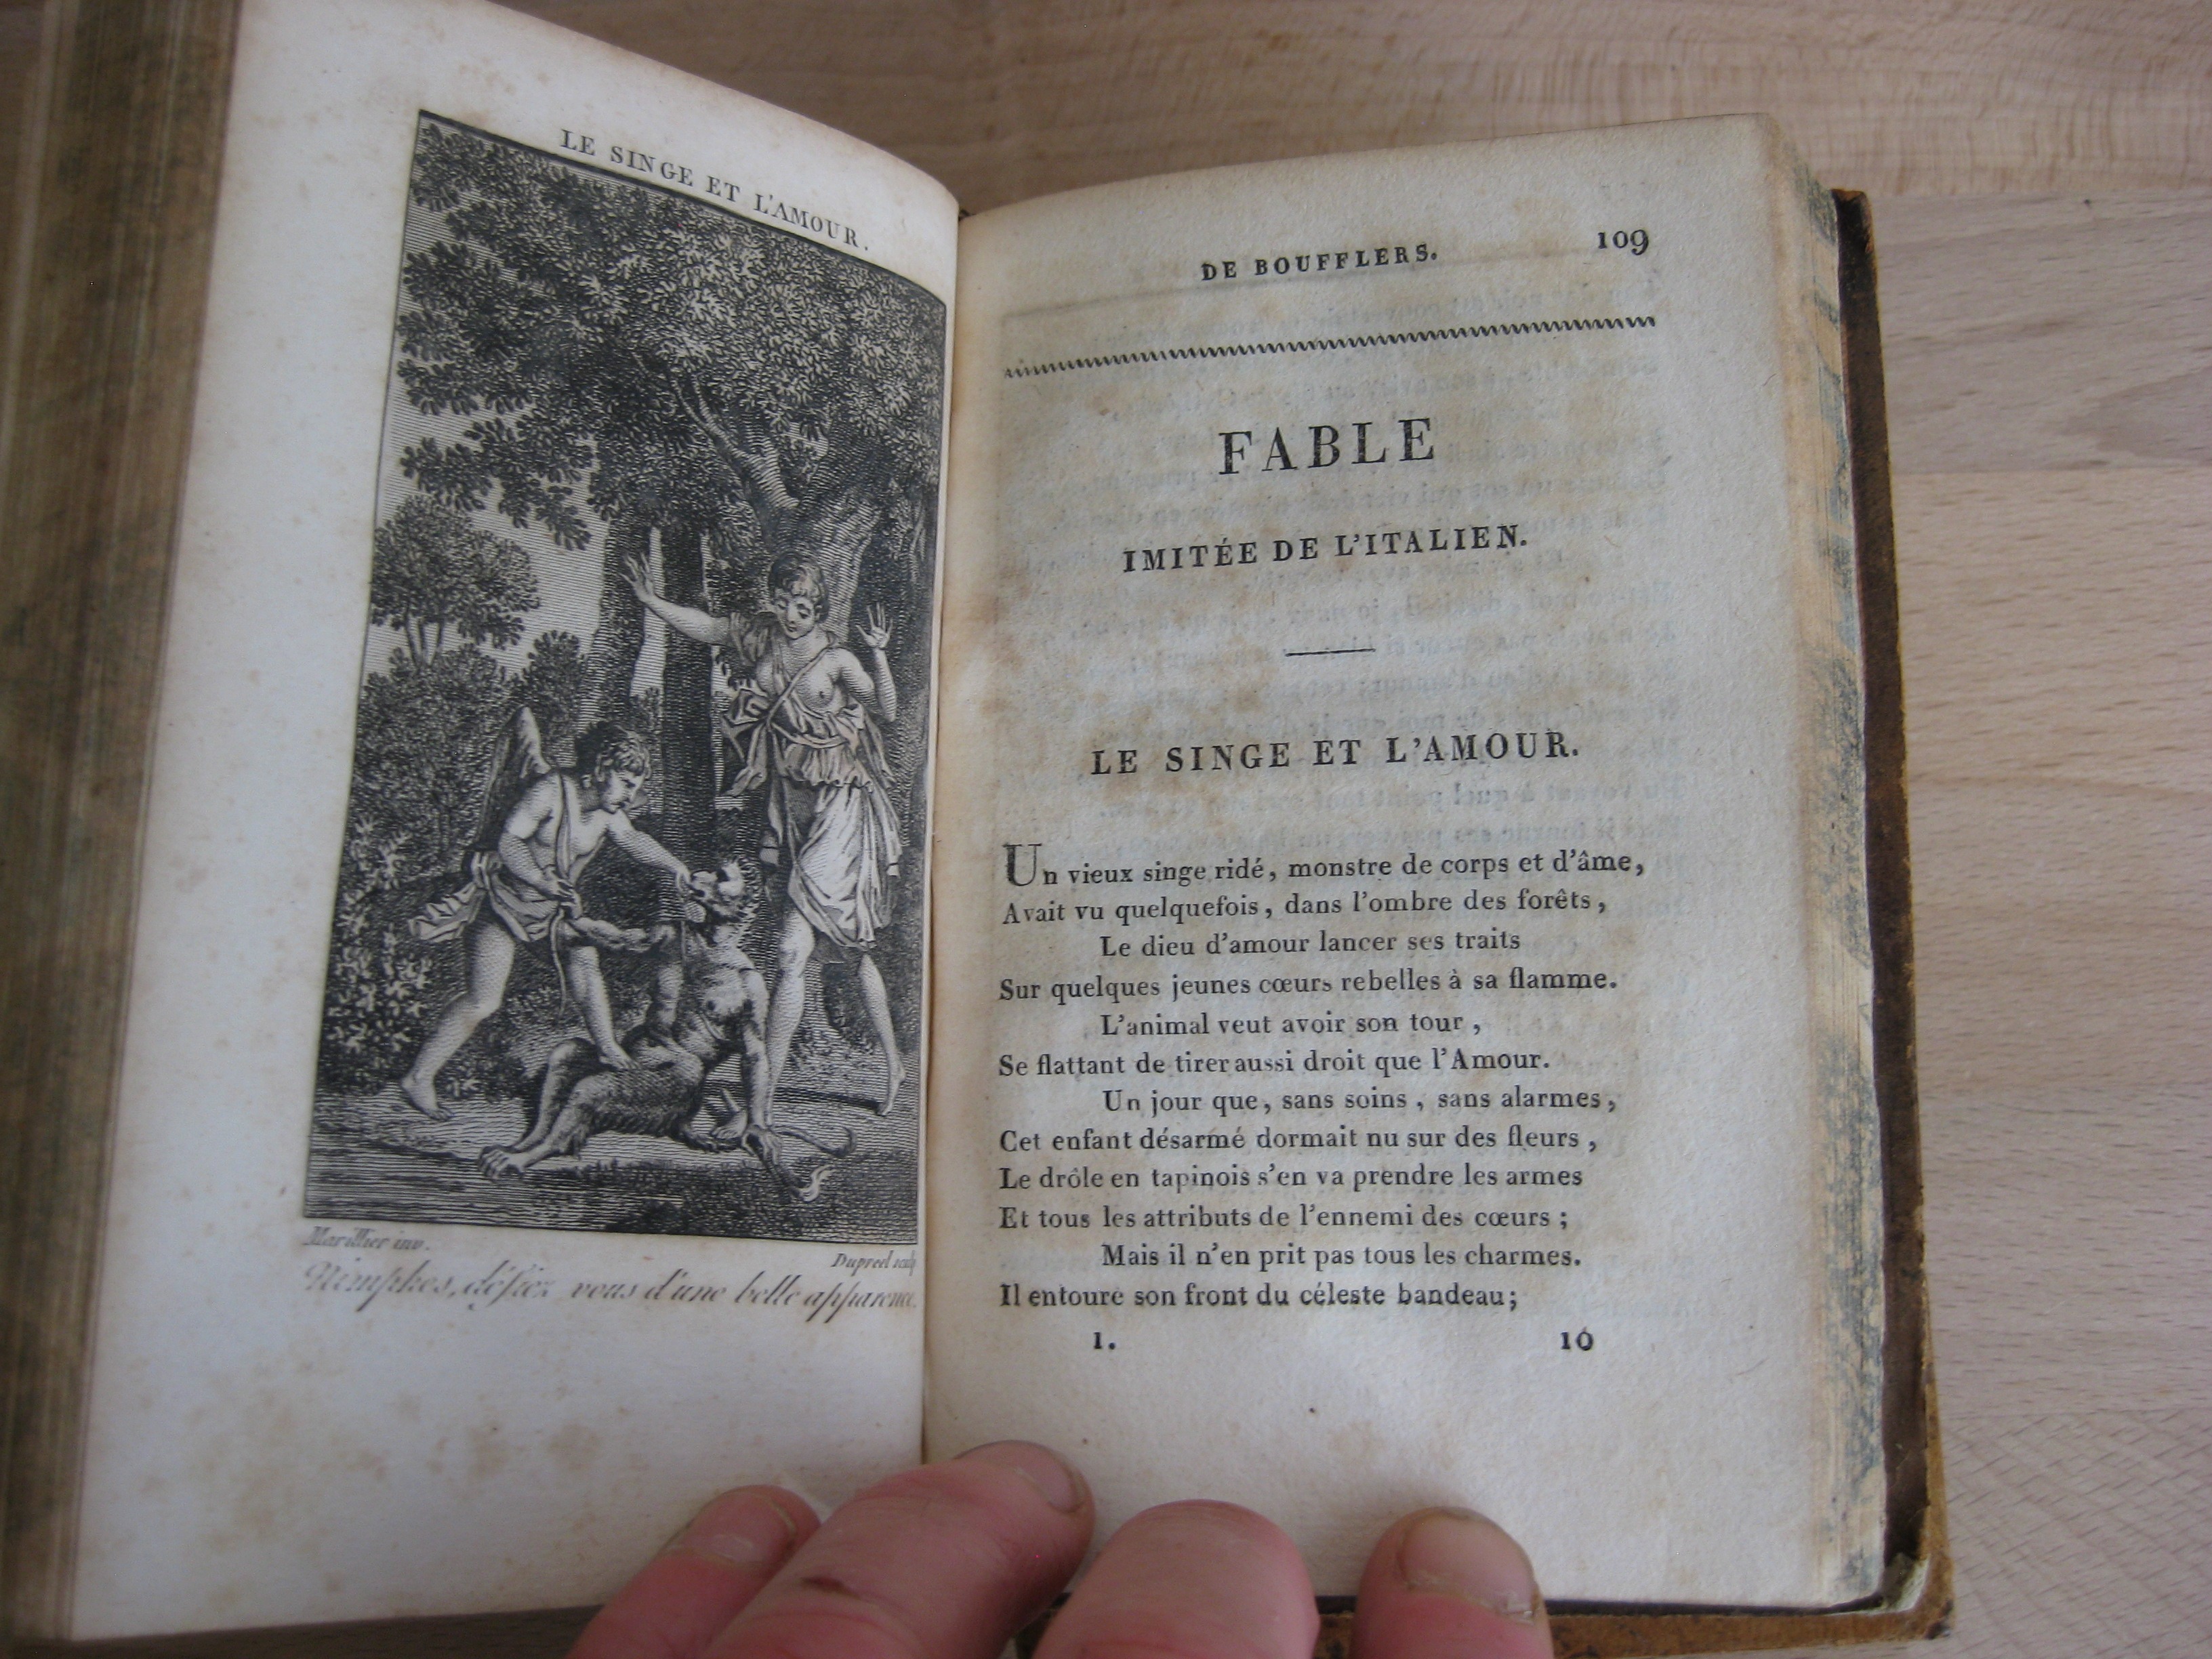 LE SINGE ET L'AMOUR.
Marillier inv.
Dupréel sculp
Nimphes, défiez vous d'une belle apparence.
DE BOUFFLERS. 109
FABLE
IMITÉE DE L'ITALIEN.
LE SINGE ET L'AMOUR.
Un vieux singe ridé, monstre de corps et d'âme,
Avait vu quelquefois, dans l'ombre des forêts,
Le dieu d'amour lancer ses traits
Sur quelques jeunes cœurs rebelles à sa flamme.
L'animal veut avoir son tour,
Se flattant de tirer aussi droit que l'Amour.
Un jour que, sans soins, sans alarmes,
Cet enfant désarmé dormait nu sur des fleurs,
Le drôle en tapinois s'en va prendre les armes
Et tous les attributs de l'ennemi des cœurs;
Mais il n'en prit pas tous les charmes.
Il entoure son front du céleste bandeau;
1. 10